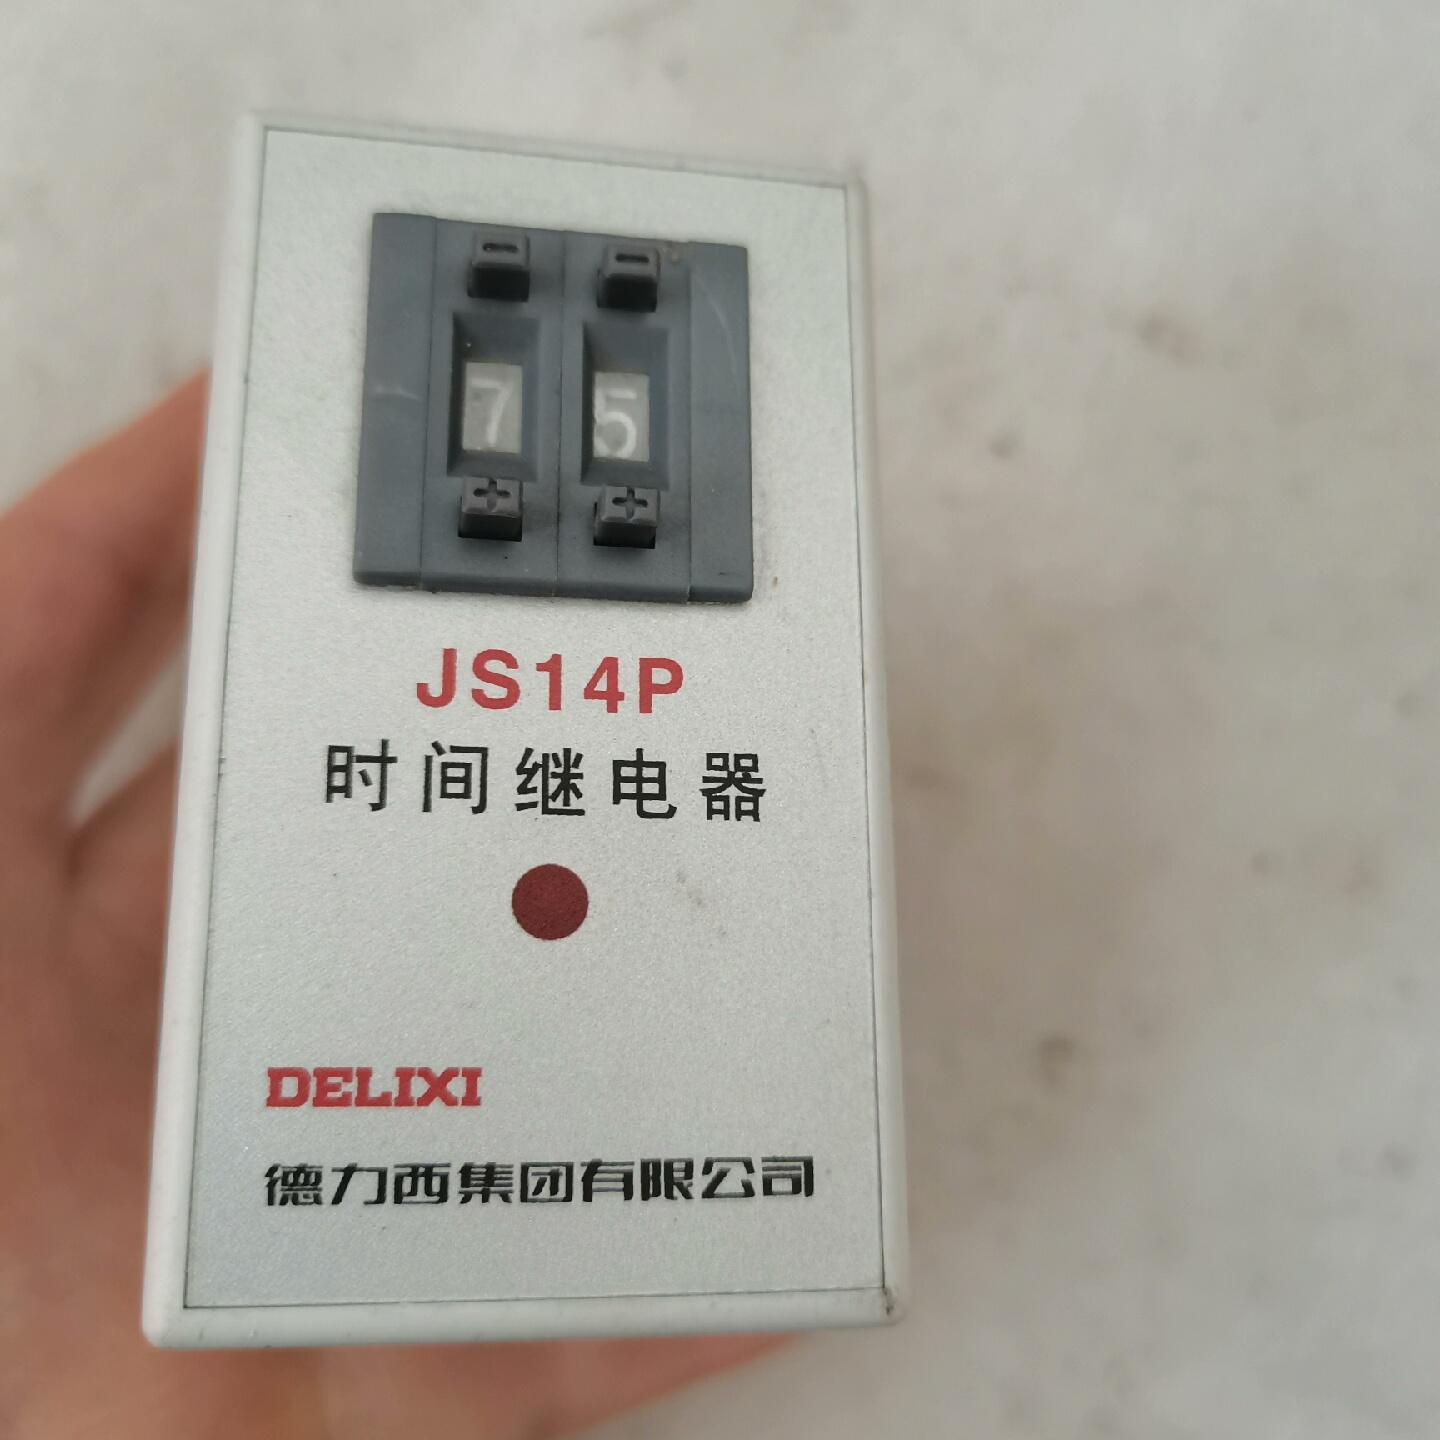 - -
7 5
+ +
JS14P
时间继电器
DELIXI
德力西集团有限公司